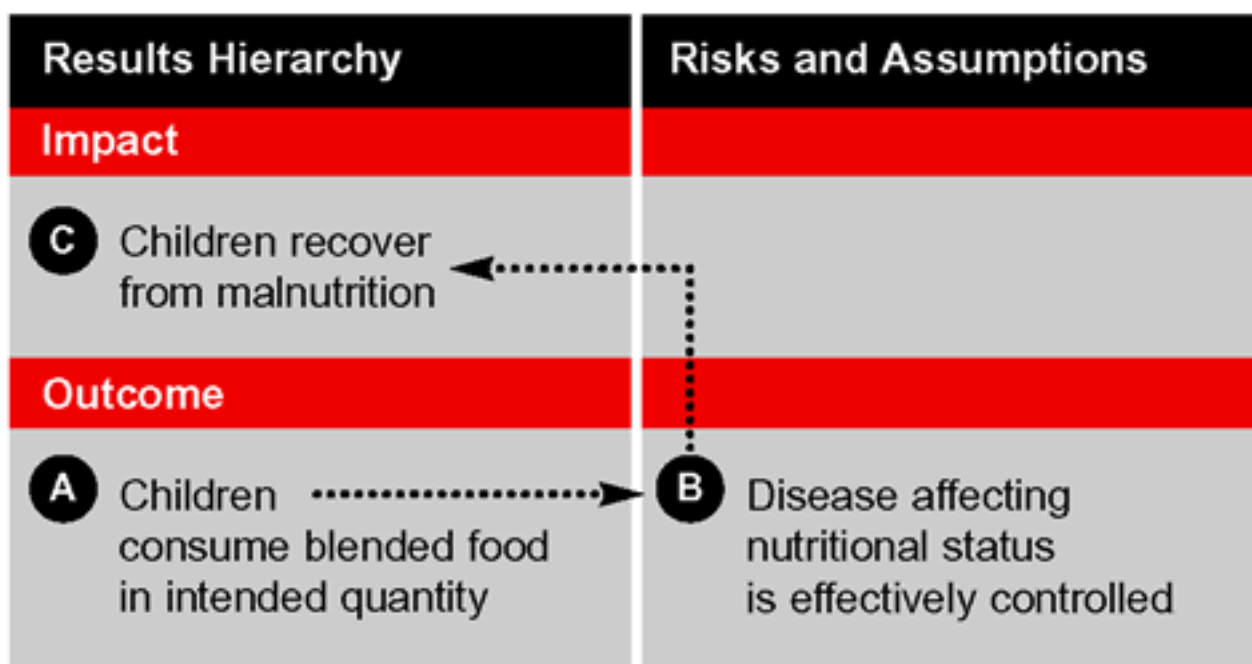 Results Hierarchy
Risks and Assumptions
Impact
C
Children recover
from malnutrition
Outcome
A
Children
consume blended food
in intended quantity
B
Disease affecting
nutritional status
is effectively controlled